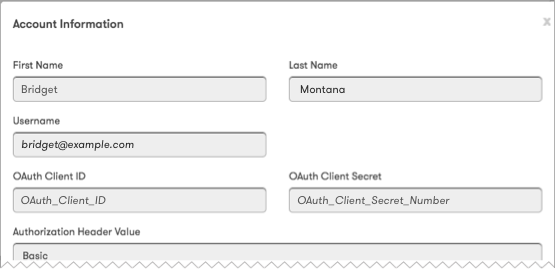 Account Information
x
First Name
Last Name
Bridget
Montana
Username
bridget@example.com
OAuth Client ID
OAuth Client Secret
OAuth_Client_ID
OAuth_Client_Secret_Number
Authorization Header Value
Basic